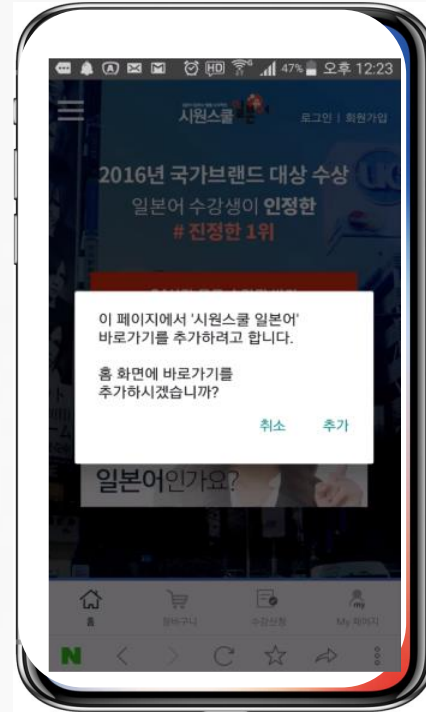 HD
47%
오후 12:23
시원스쿨 일본어
로그인 | 회원가입
2016년 국가브랜드 대상 수상
일본어 수강생이 인정한
# 진정한 1위
이 페이지에서 '시원스쿨 일본어'
바로가기를 추가하려고 합니다.
홈 화면에 바로가기를
추가하시겠습니까?
취소
추가
일본어인가요?
my
홈
장바구니
수강신청
My 페이지
N